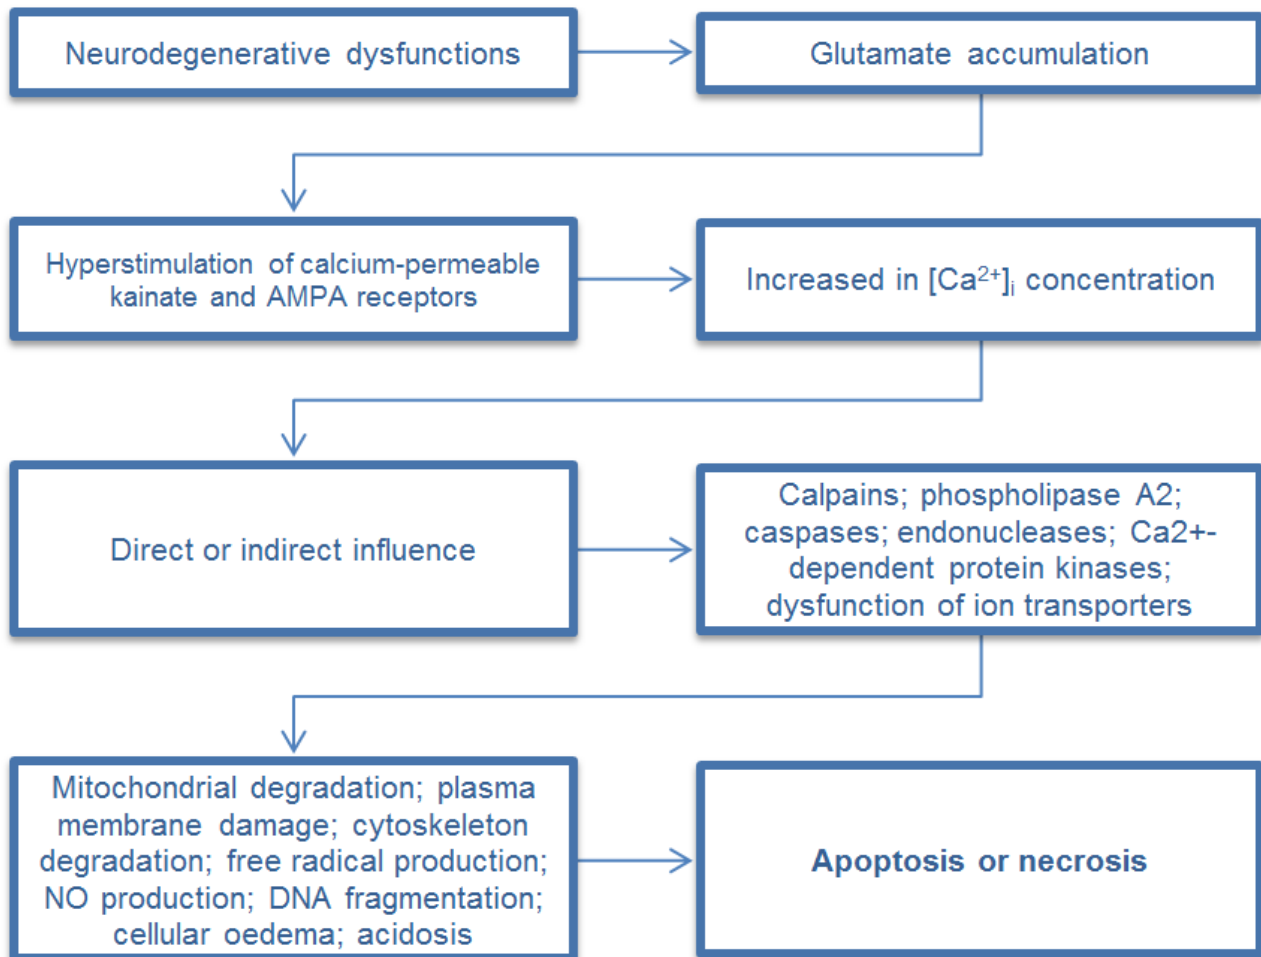 Neurodegenerative dysfunctions
Glutamate accumulation
Hyperstimulation of calcium-permeable
kainate and AMPA receptors
Increased in [Ca²⁺]ᵢ concentration
Direct or indirect influence
Calpains; phospholipase A2;
caspases; endonucleases; Ca2+-
dependent protein kinases;
dysfunction of ion transporters
Mitochondrial degradation; plasma
membrane damage; cytoskeleton
degradation; free radical production;
NO production; DNA fragmentation;
cellular oedema; acidosis
Apoptosis or necrosis